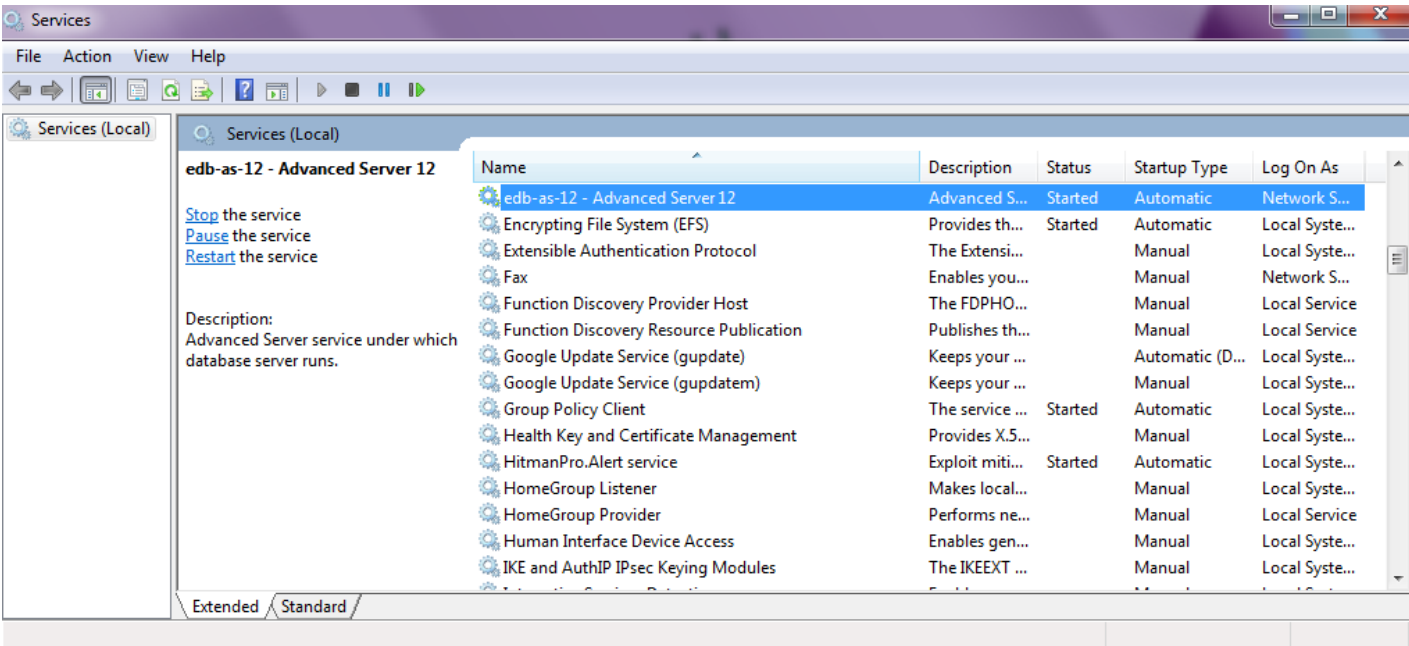 Services
File Action View Help
Services (Local)
Services (Local)
edb-as-12 - Advanced Server 12
Stop the service
Pause the service
Restart the service
Description:
Advanced Server service under which
database server runs.
Name Description Status Startup Type Log On As
edb-as-12 - Advanced Server 12 Advanced S... Started Automatic Network S...
Encrypting File System (EFS) Provides th... Started Automatic Local Syste...
Extensible Authentication Protocol The Extensi... Manual Local Syste...
Fax Enables you... Manual Network S...
Function Discovery Provider Host The FDPHO... Manual Local Service
Function Discovery Resource Publication Publishes th... Manual Local Service
Google Update Service (gupdate) Keeps your ... Automatic (D... Local Syste...
Google Update Service (gupdatem) Keeps your ... Manual Local Syste...
Group Policy Client The service ... Started Automatic Local Syste...
Health Key and Certificate Management Provides X.5... Manual Local Syste...
HitmanPro.Alert service Exploit miti... Started Automatic Local Syste...
HomeGroup Listener Makes local... Manual Local Syste...
HomeGroup Provider Performs ne... Manual Local Service
Human Interface Device Access Enables gen... Manual Local Syste...
IKE and AuthIP IPsec Keying Modules The IKEEXT ... Manual Local Syste...
Extended Standard